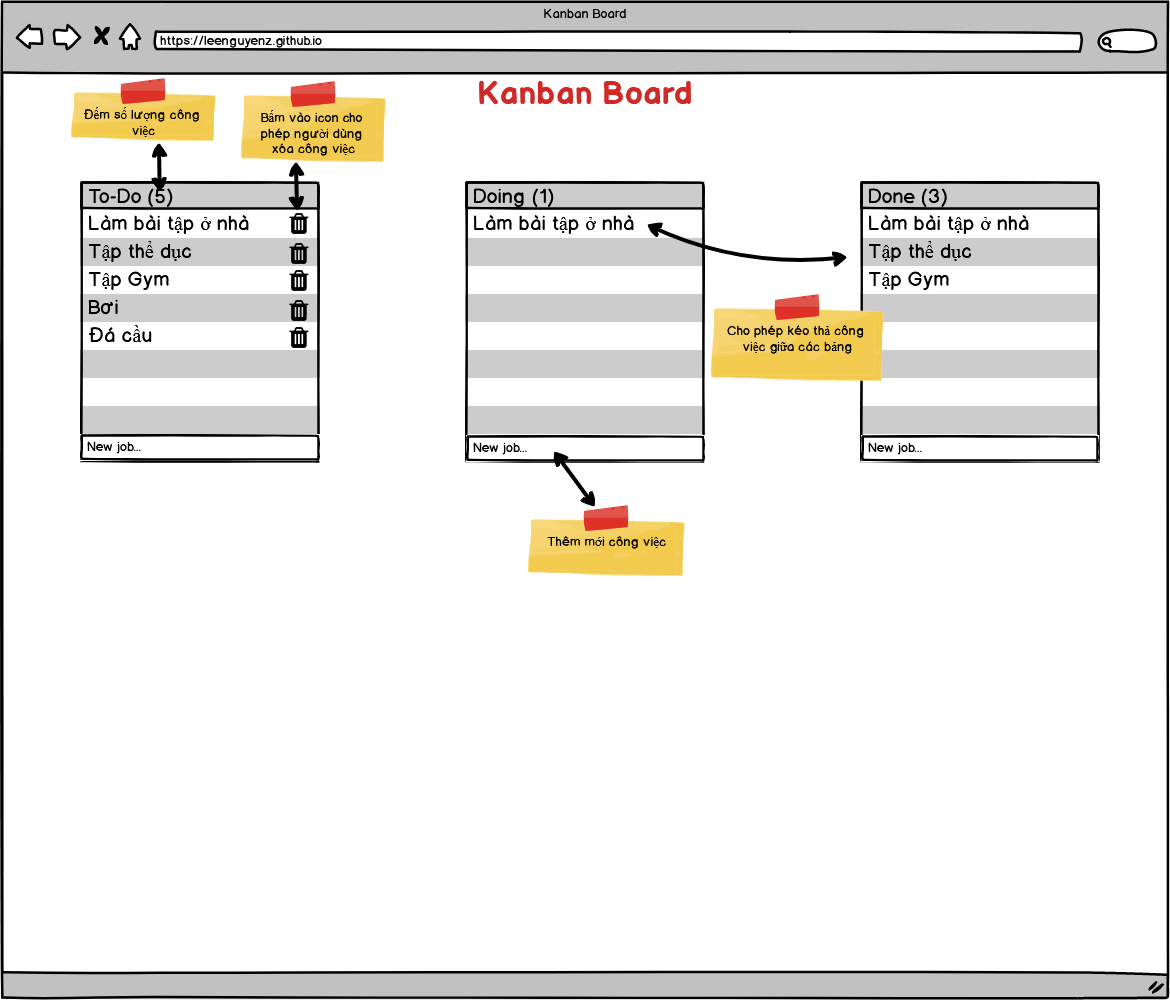 Kanban Board
https://leenguyenz.github.io
Kanban Board
Đếm số lượng công
việc
Bấm vào icon cho
phép người dùng
xóa công việc
To-Do (5)
Làm bài tập ở nhà
Tập thể dục
Tập Gym
Bơi
Đá cầu
New job...
Doing (1)
Làm bài tập ở nhà
New job...
Done (3)
Làm bài tập ở nhà
Tập thể dục
Tập Gym
New job...
Cho phép kéo thả công
việc giữa các bảng
Thêm mới công việc